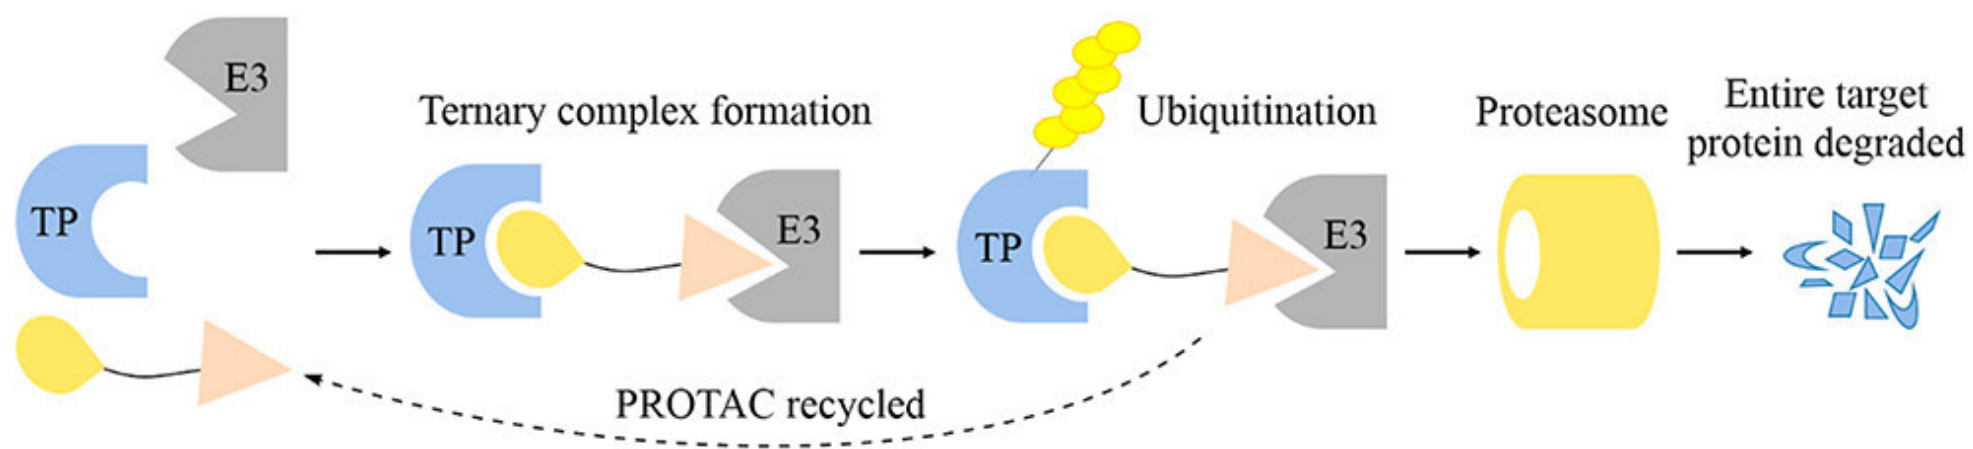 E3
TP
Ternary complex formation
TP
E3
Ubiquitination
TP
E3
Proteasome
Entire target
protein degraded
PROTAC recycled